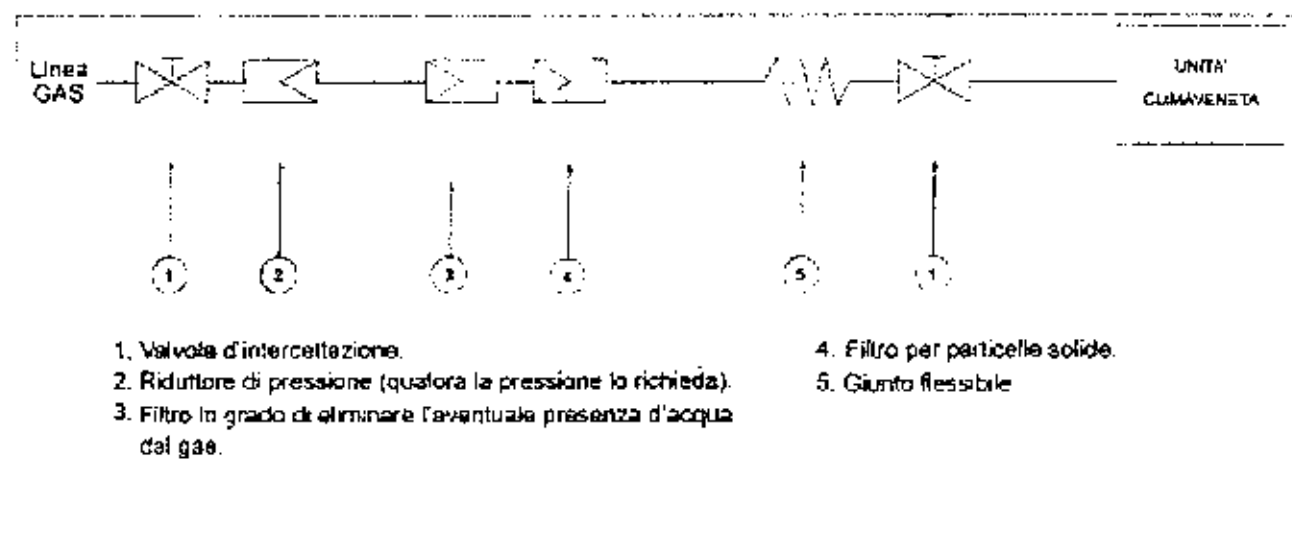 Linea
GAS
UNITA'
CLIMAVENETA
1 2 3 4 5 1
1. Valvola d'intercettazione.
2. Riduttore di pressione (qualora la pressione lo richieda).
3. Filtro in grado di eliminare l'eventuale presenza d'acqua
dal gas.
4. Filtro per particelle solide.
5. Giunto flessibile